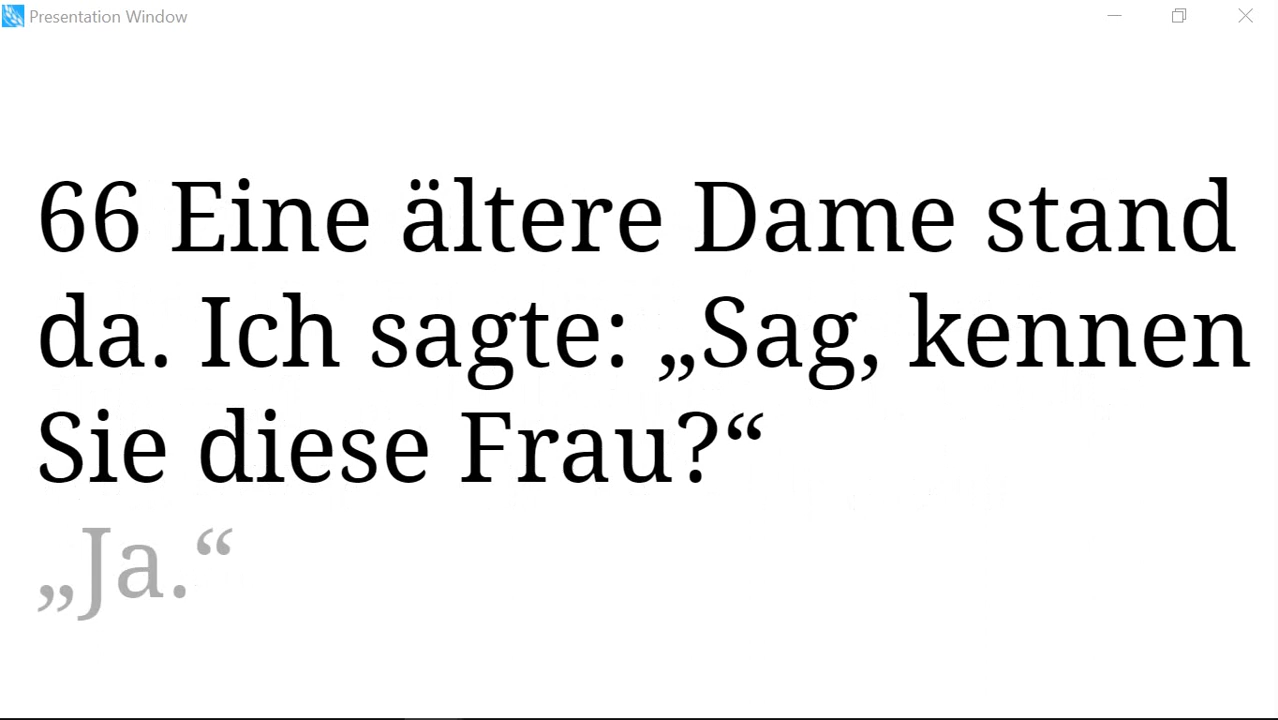 Presentation Window
66 Eine ältere Dame stand
da. Ich sagte: „Sag, kennen
Sie diese Frau?“
„Ja.“